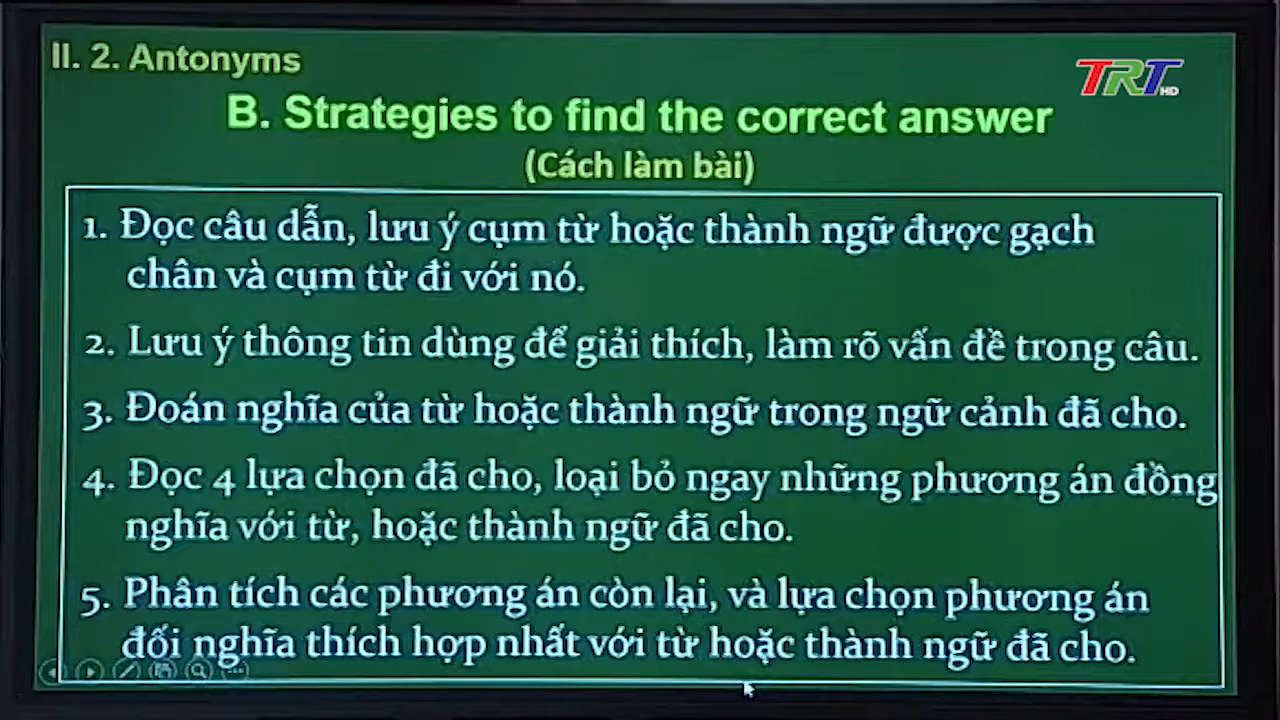 II. 2. Antonyms
TRT HD
B. Strategies to find the correct answer
(Cách làm bài)
1. Đọc câu dẫn, lưu ý cụm từ hoặc thành ngữ được gạch
chân và cụm từ đi với nó.
2. Lưu ý thông tin dùng để giải thích, làm rõ vấn đề trong câu.
3. Đoán nghĩa của từ hoặc thành ngữ trong ngữ cảnh đã cho.
4. Đọc 4 lựa chọn đã cho, loại bỏ ngay những phương án đồng
nghĩa với từ, hoặc thành ngữ đã cho.
5. Phân tích các phương án còn lại, và lựa chọn phương án
đối nghĩa thích hợp nhất với từ hoặc thành ngữ đã cho.